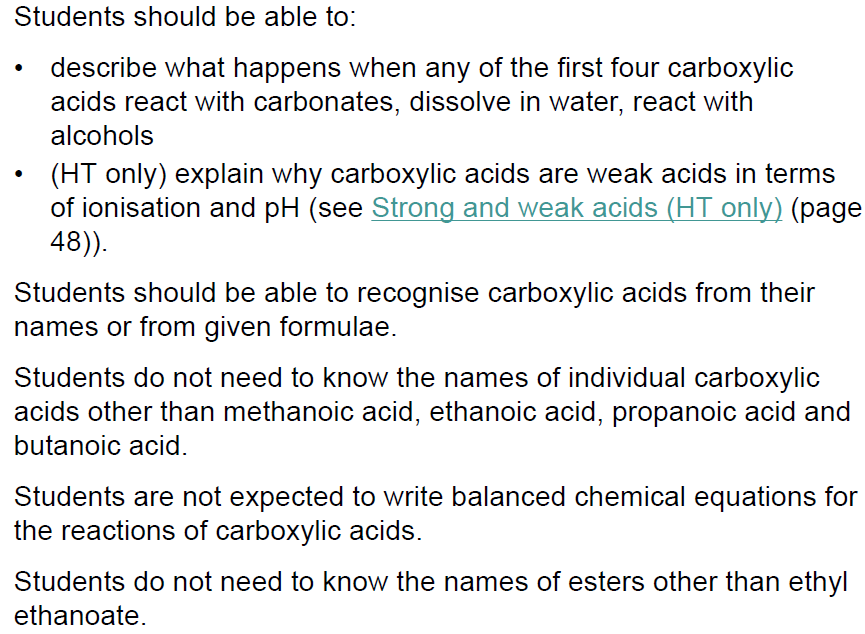 Students should be able to:
• describe what happens when any of the first four carboxylic
acids react with carbonates, dissolve in water, react with
alcohols
• (HT only) explain why carboxylic acids are weak acids in terms
of ionisation and pH (see Strong and weak acids (HT only) (page
48)).
Students should be able to recognise carboxylic acids from their
names or from given formulae.
Students do not need to know the names of individual carboxylic
acids other than methanoic acid, ethanoic acid, propanoic acid and
butanoic acid.
Students are not expected to write balanced chemical equations for
the reactions of carboxylic acids.
Students do not need to know the names of esters other than ethyl
ethanoate.